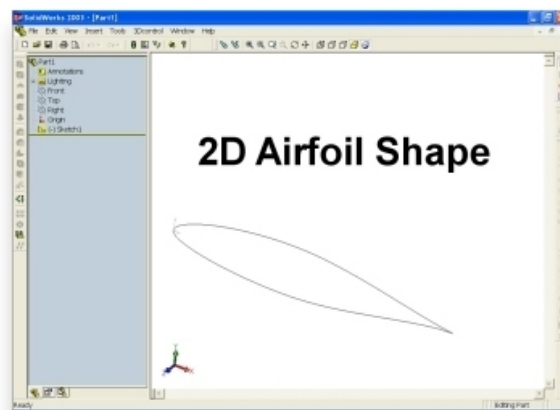 SolidWorks 2003 - [Part1]
File Edit View Insert Tools 3Dcontrol Window Help
Part1
Annotations
Lighting
Front
Top
Right
Origin
(-) Sketch1
2D Airfoil Shape
Ready
Editing Part